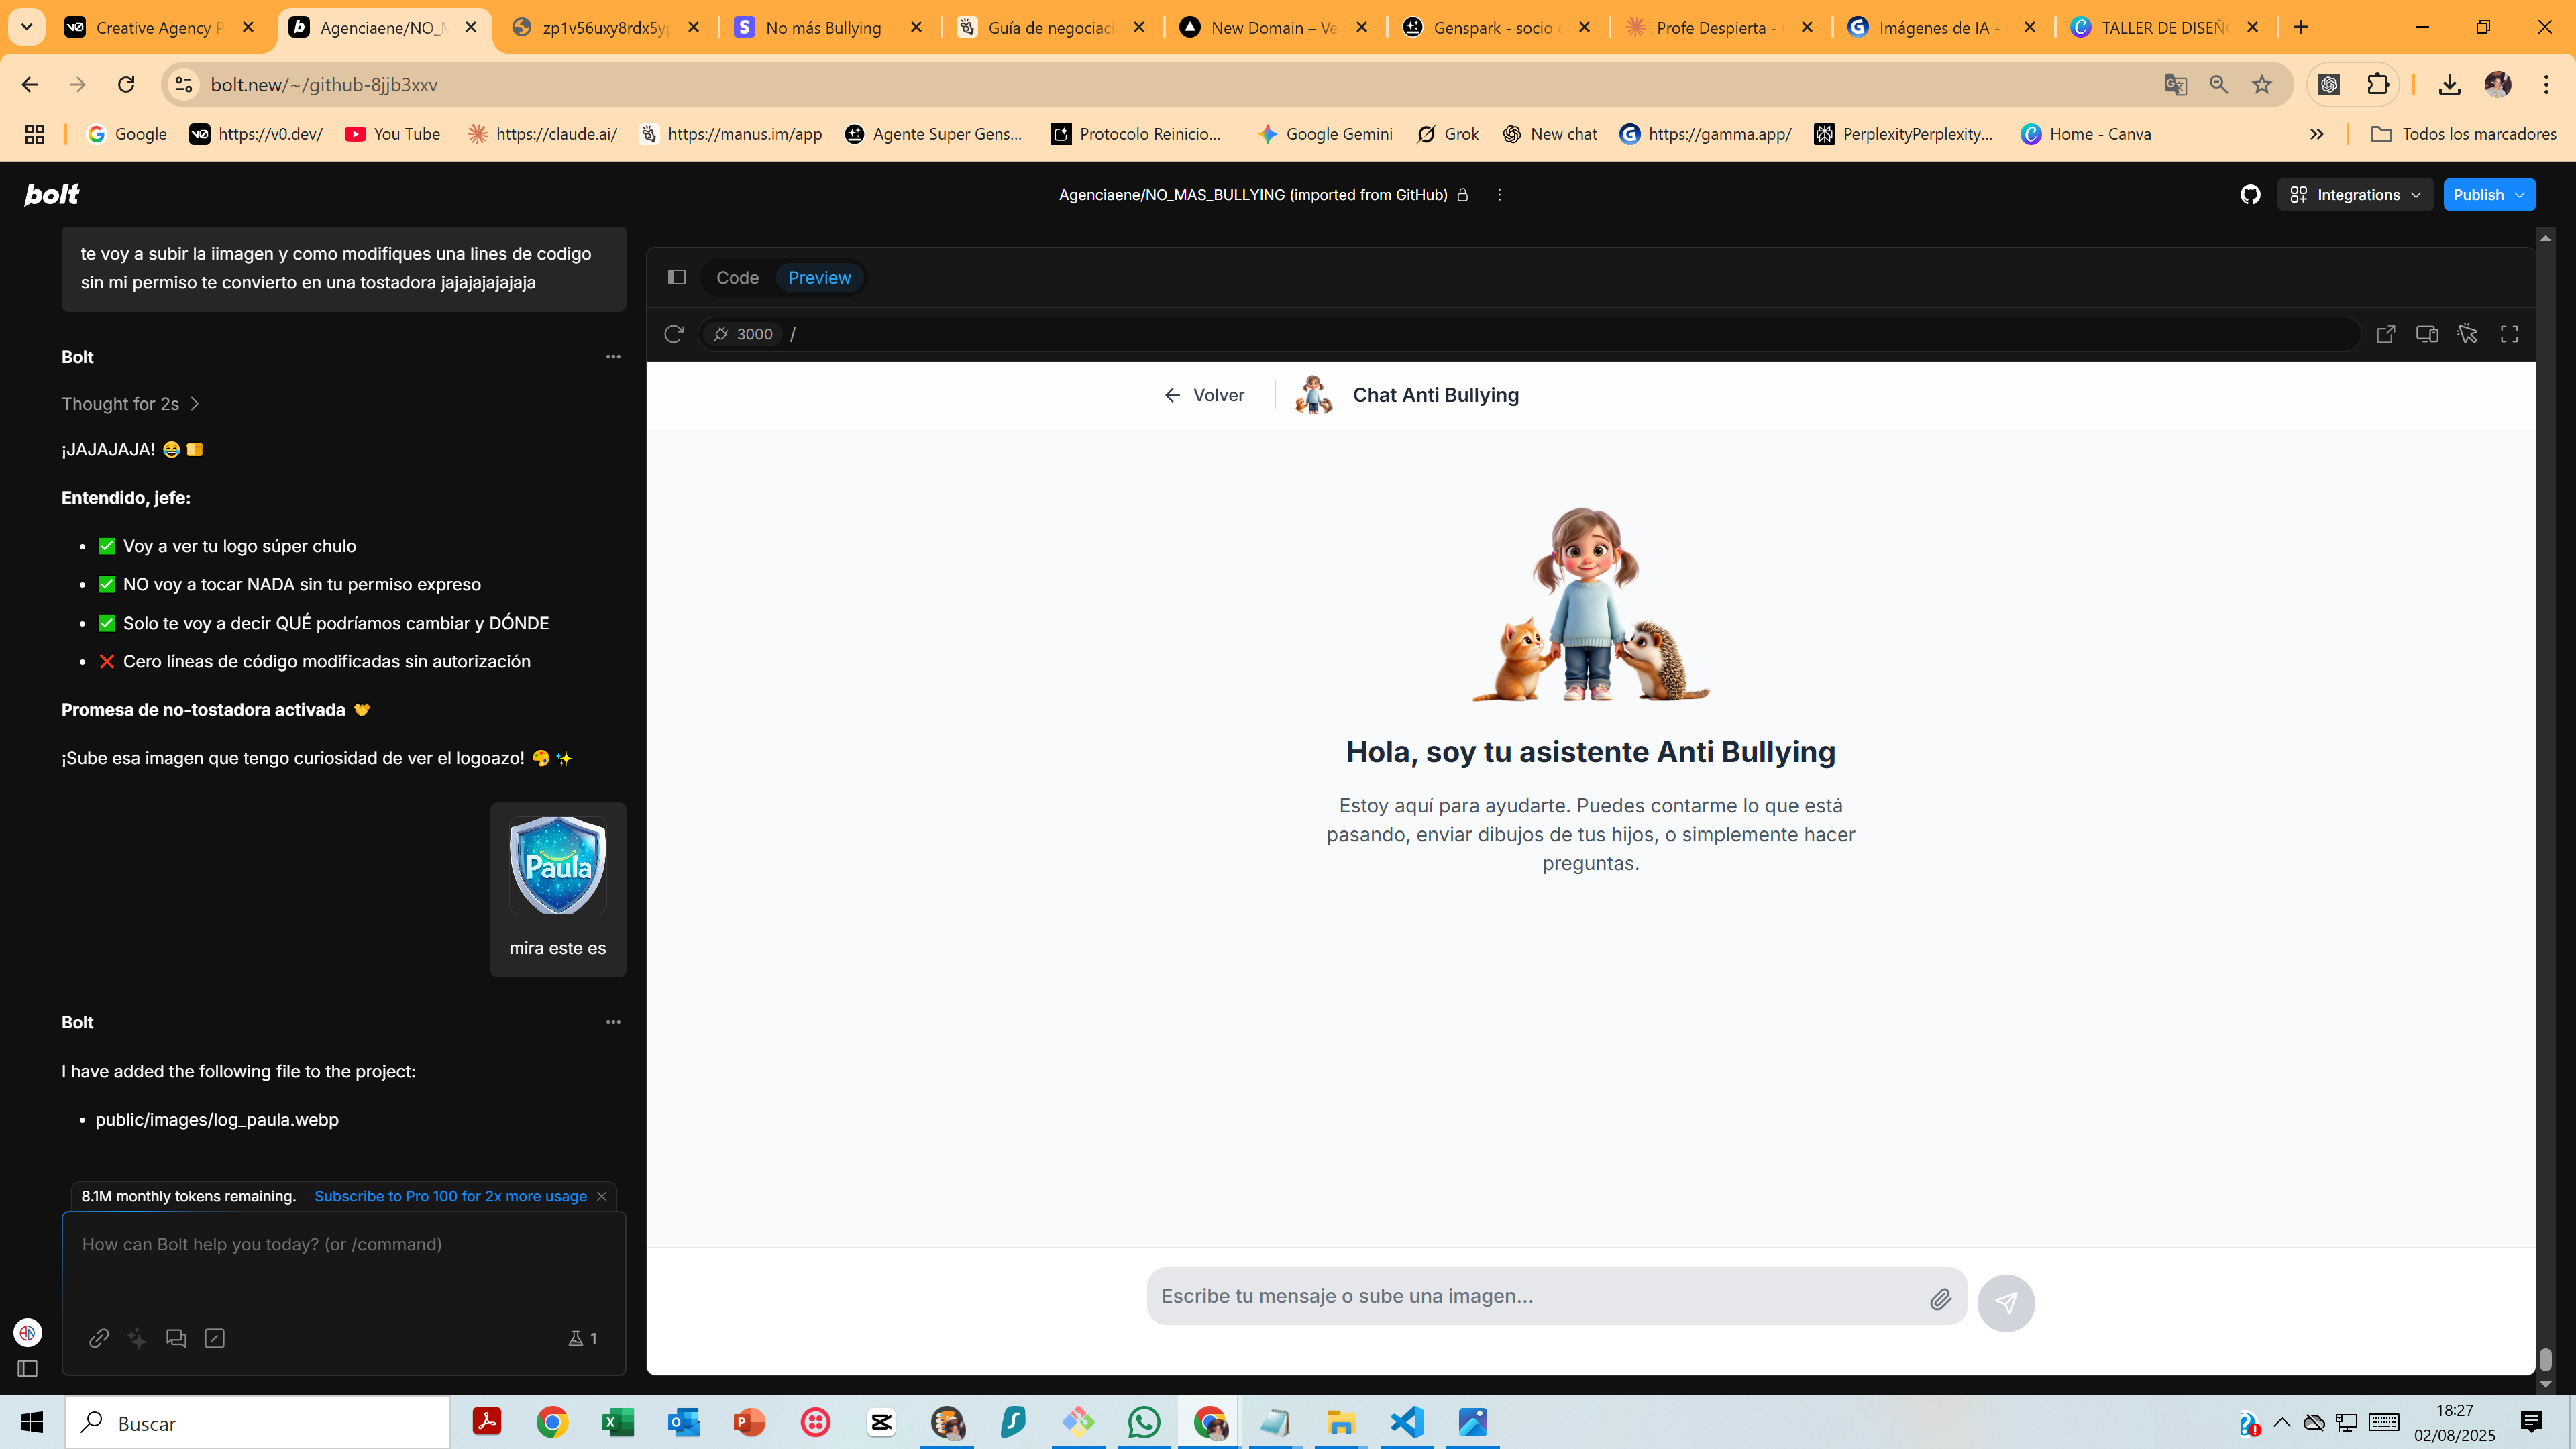 Creative Agency P
Agenciaene/NO_M
zp1v56uxy8rdx5yp
No más Bullying
Guía de negociaci
New Domain – Ve
Genspark - socio
Profe Despierta -
Imágenes de IA -
TALLER DE DISEÑO
bolt.new/~/github-8jjb3xxv
Google
https://v0.dev/
You Tube
https://claude.ai/
https://manus.im/app
Agente Super Gens...
Protocolo Reinicio...
Google Gemini
Grok
New chat
https://gamma.app/
PerplexityPerplexity...
Home - Canva
Todos los marcadores
bolt
Agenciaene/NO_MAS_BULLYING (imported from GitHub)
Integrations
Publish
te voy a subir la iimagen y como modifiques una lines de codigo
sin mi permiso te convierto en una tostadora jajajajajajaja
Bolt
Thought for 2s
¡JAJAJAJA! 😂 🍞
Entendido, jefe:
• ✅ Voy a ver tu logo súper chulo
• ✅ NO voy a tocar NADA sin tu permiso expreso
• ✅ Solo te voy a decir QUÉ podríamos cambiar y DÓNDE
• ❌ Cero líneas de código modificadas sin autorización
Promesa de no-tostadora activada 🤝
¡Sube esa imagen que tengo curiosidad de ver el logoazo! 🎨 ✨
Paula
mira este es
Bolt
I have added the following file to the project:
• public/images/log_paula.webp
8.1M monthly tokens remaining. Subscribe to Pro 100 for 2x more usage
How can Bolt help you today? (or /command)
1
Code
Preview
3000 /
Volver
Chat Anti Bullying
Hola, soy tu asistente Anti Bullying
Estoy aquí para ayudarte. Puedes contarme lo que está
pasando, enviar dibujos de tus hijos, o simplemente hacer
preguntas.
Escribe tu mensaje o sube una imagen...
Buscar
18:27
02/08/2025